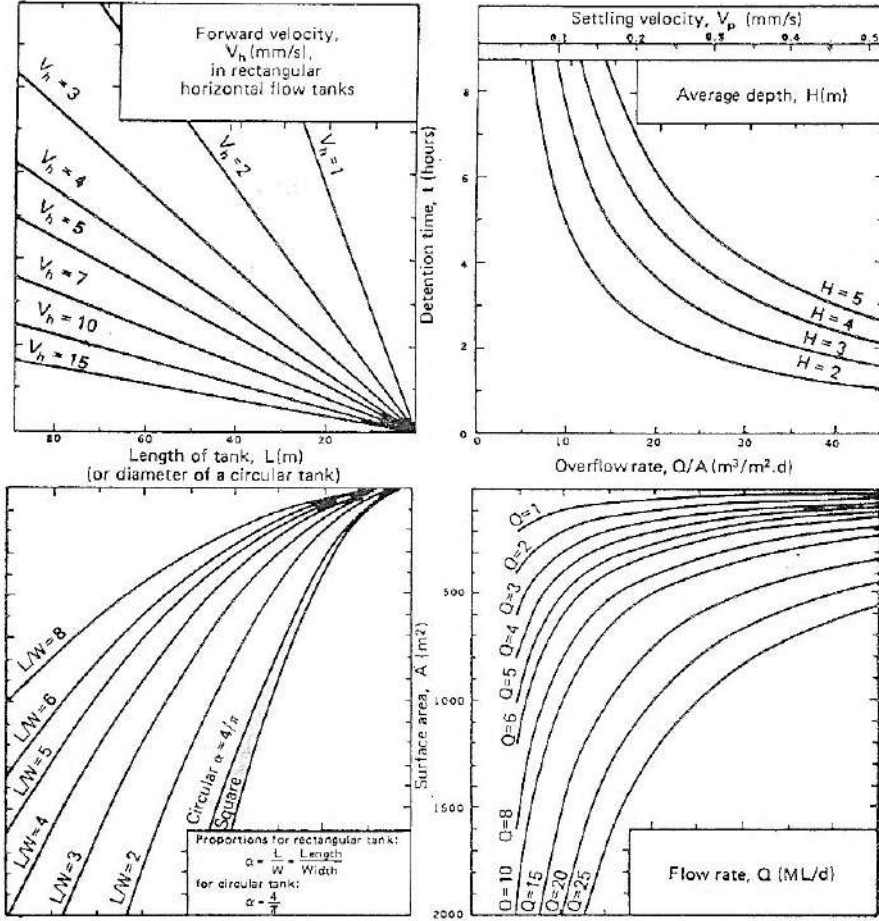 Forward velocity,
V_h (mm/s),
in rectangular
horizontal flow tanks
V_h = 3
V_h = 4
V_h = 5
V_h = 7
V_h = 10
V_h = 15
V_h = 2
V_h = 1
80 60 40 20
Length of tank, L (m)
(or diameter of a circular tank)
Settling velocity, V_p (mm/s)
0.1 0.2 0.3 0.4 0.5
Average depth, H (m)
Detention time, t (hours)
8
6
4
2
0
H = 5
H = 4
H = 3
H = 2
0 10 20 30 40
Overflow rate, Q/A (m³/m².d)
L/W = 8
L/W = 6
L/W = 5
L/W = 4
L/W = 3
L/W = 2
Circular α = 4/π
Square
Proportions for rectangular tank:
α = L/W = Length/Width
for circular tank:
α = 4/π
Surface area, A (m²)
500
1000
1500
2000
Q=1
Q=2
Q=3
Q=4
Q=5
Q=6
Q=8
Q=10
Q=15
Q=20
Q=25
Flow rate, Q (ML/d)